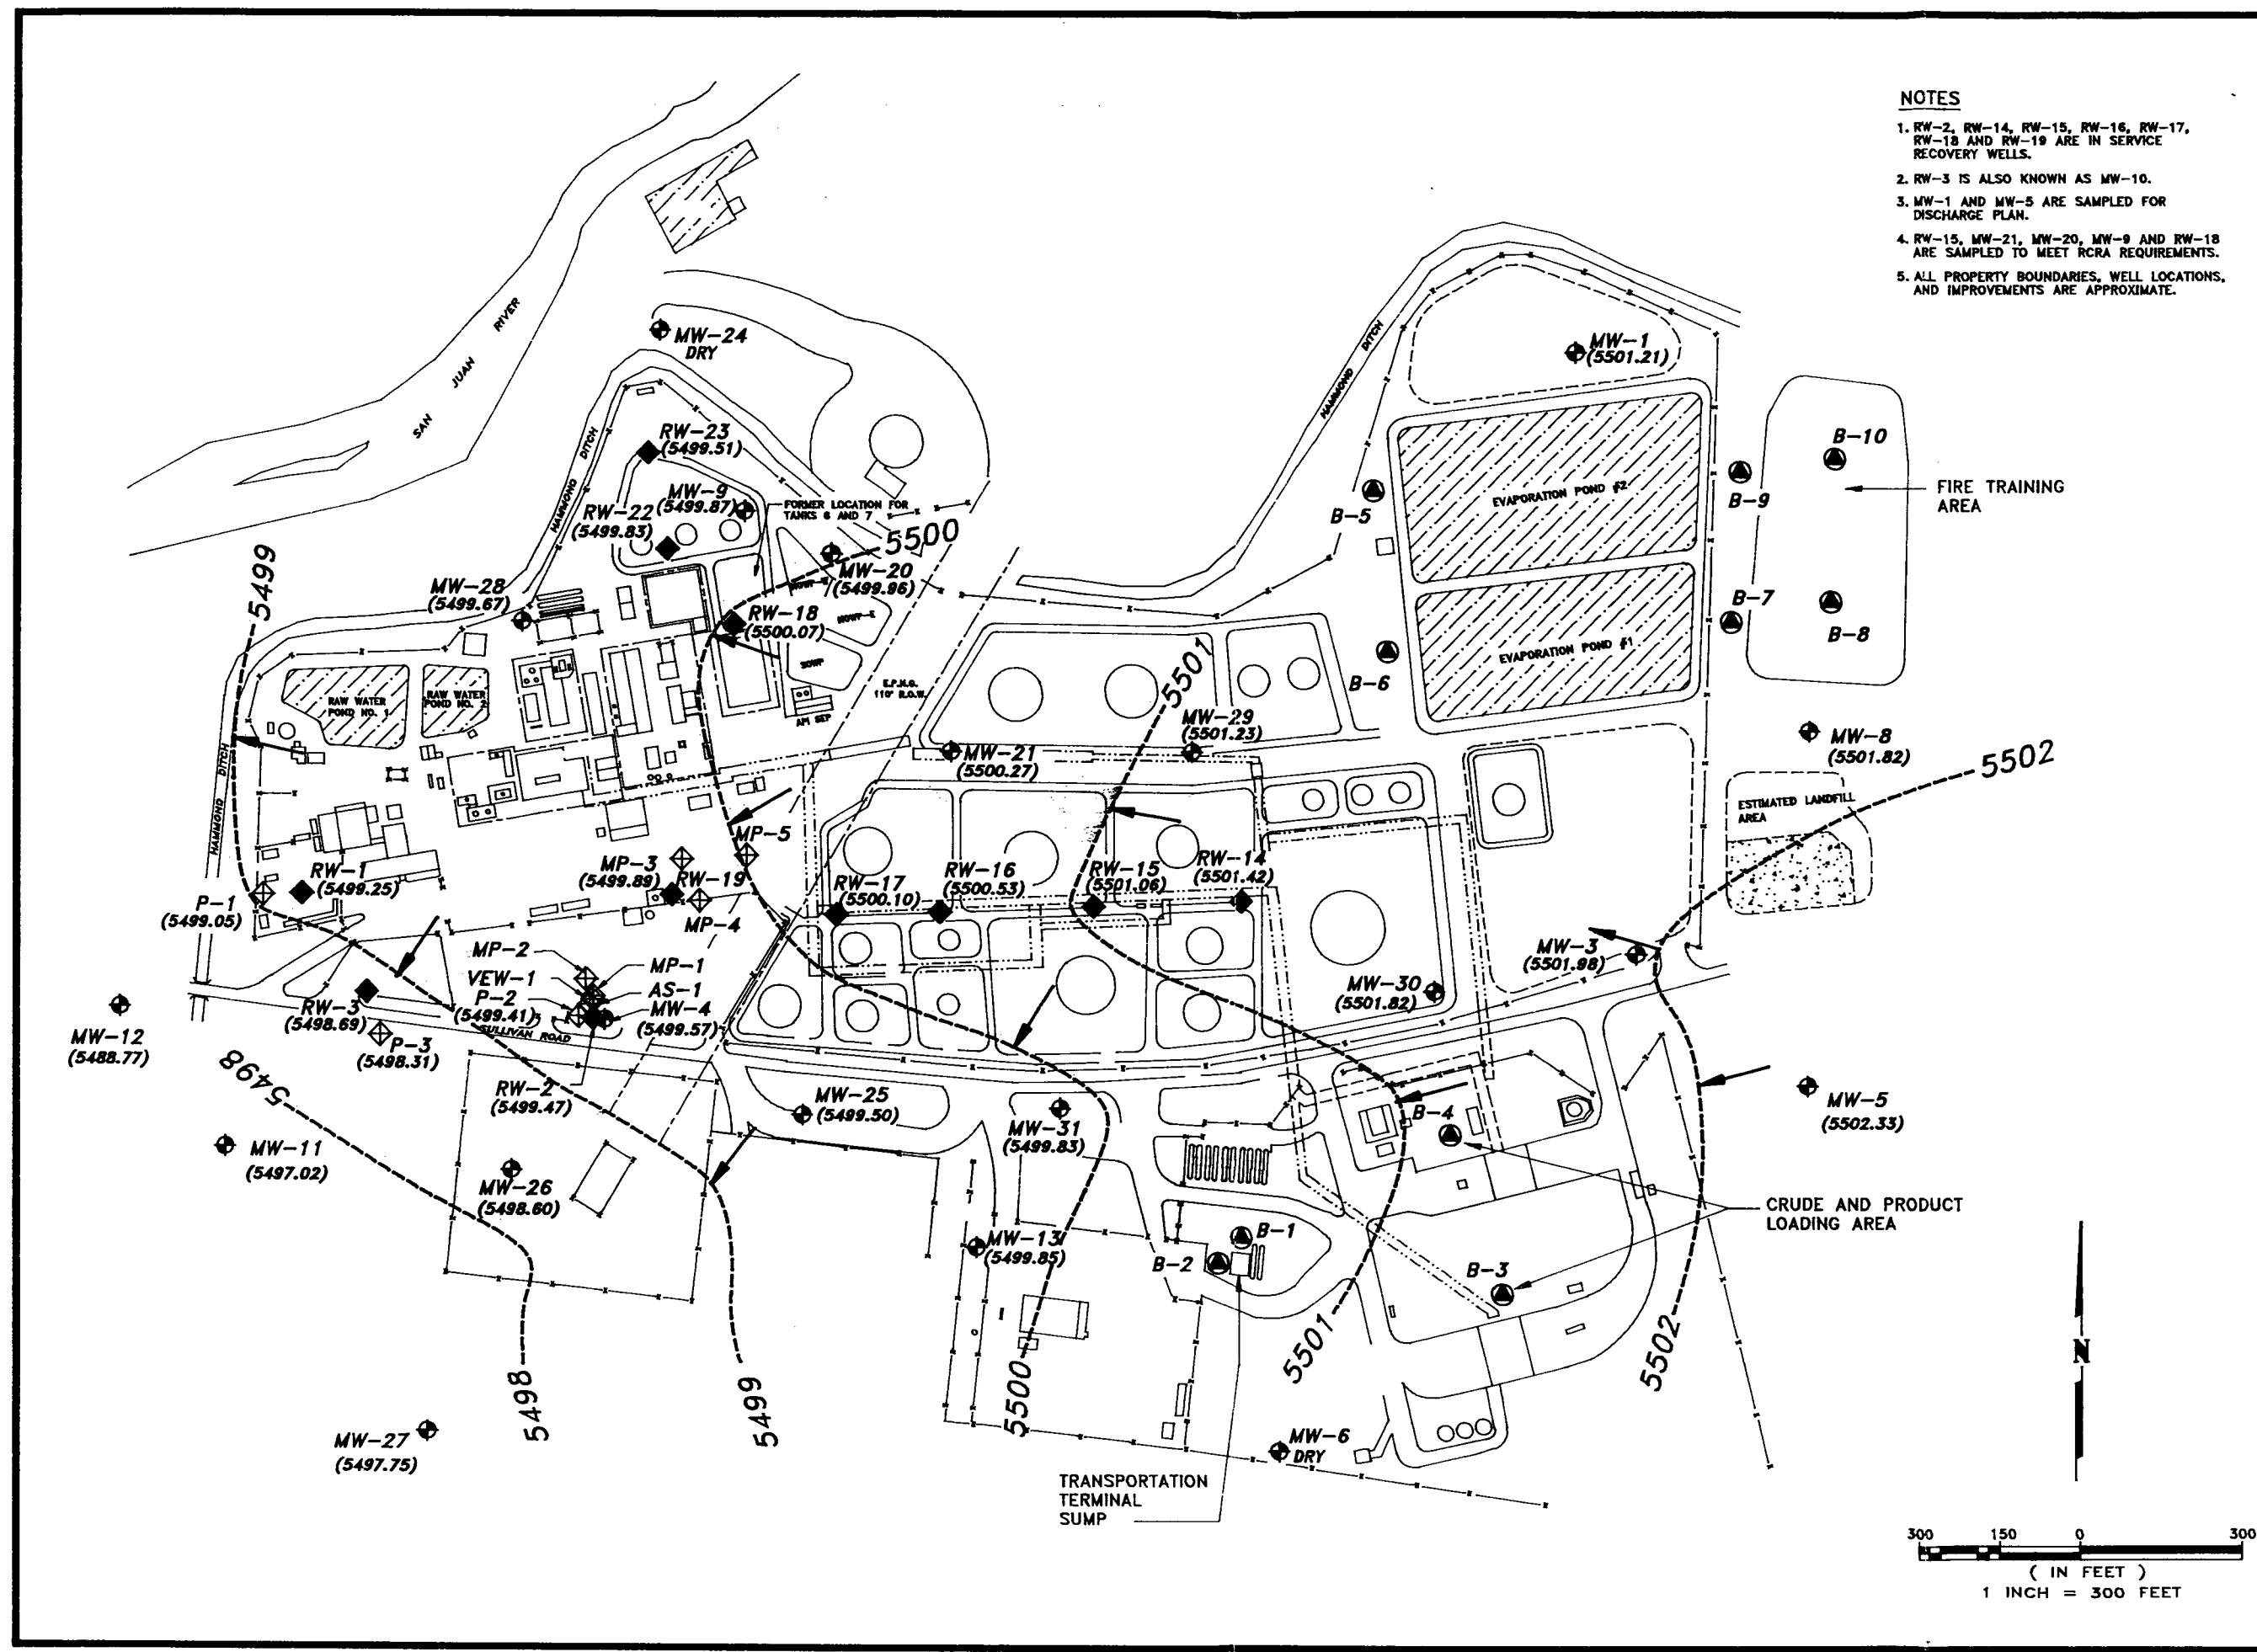 NOTES
1. RW-2, RW-14, RW-15, RW-16, RW-17,
RW-18 AND RW-19 ARE IN SERVICE
RECOVERY WELLS.
2. RW-3 IS ALSO KNOWN AS MW-10.
3. MW-1 AND MW-5 ARE SAMPLED FOR
DISCHARGE PLAN.
4. RW-15, MW-21, MW-20, MW-9 AND RW-18
ARE SAMPLED TO MEET RCRA REQUIREMENTS.
5. ALL PROPERTY BOUNDARIES, WELL LOCATIONS,
AND IMPROVEMENTS ARE APPROXIMATE.
SAN JUAN RIVER
HAMMOND DITCH
MW-24
DRY
MW-1
(5501.21)
HAMMOND DITCH
RW-23
(5499.51)
MW-9
(5499.87)
RW-22
(5499.83)
FORMER LOCATION FOR
TANKS 6 AND 7
5500
B-5
EVAPORATION POND #2
B-9
B-10
FIRE TRAINING
AREA
5499
MW-28
(5499.67)
MW-20
(5499.96)
RW-18
(5500.07)
NOWP-E
SOWP
E.P.N.G.
110' R.O.W.
API SEP
5501
EVAPORATION POND #1
B-6
B-7
B-8
RAW WATER
POND NO. 1
RAW WATER
POND NO. 2
HAMMOND DITCH
MW-29
(5501.23)
MW-21
(5500.27)
MW-8
(5501.82)
5502
ESTIMATED LANDFILL
AREA
MP-5
MP-3
(5499.89)
RW-19
MP-4
RW-1
(5499.25)
P-1
(5499.05)
RW-17
(5500.10)
RW-16
(5500.53)
RW-15
(5501.06)
RW-14
(5501.42)
MP-2
VEW-1
P-2
(5499.41)
MP-1
AS-1
MW-4
(5499.57)
MW-3
(5501.98)
MW-30
(5501.82)
MW-12
(5488.77)
RW-3
(5498.69)
P-3
(5498.31)
SULLIVAN ROAD
5498
RW-2
(5499.47)
MW-25
(5499.50)
MW-31
(5499.83)
B-4
MW-5
(5502.33)
MW-11
(5497.02)
MW-26
(5498.60)
CRUDE AND PRODUCT
LOADING AREA
MW-13
(5499.85)
B-1
B-2
B-3
5498
5499
5500
5501
5502
MW-27
(5497.75)
MW-6
DRY
TRANSPORTATION
TERMINAL
SUMP
N
300 150 0 300
( IN FEET )
1 INCH = 300 FEET